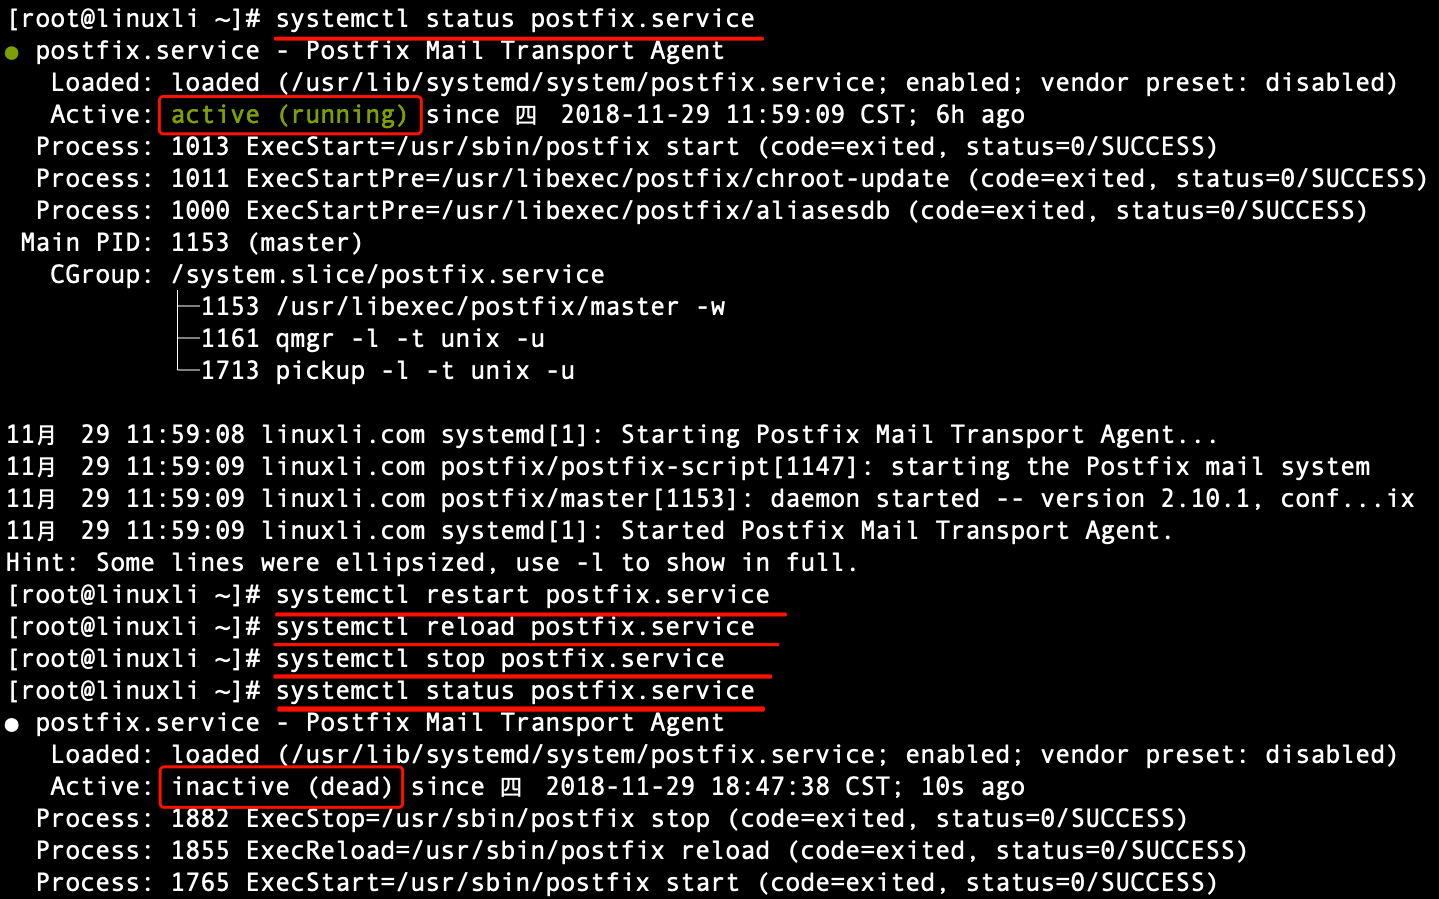 [root@linuxli ~]# systemctl status postfix.service
● postfix.service - Postfix Mail Transport Agent
   Loaded: loaded (/usr/lib/systemd/system/postfix.service; enabled; vendor preset: disabled)
   Active: active (running) since 四 2018-11-29 11:59:09 CST; 6h ago
  Process: 1013 ExecStart=/usr/sbin/postfix start (code=exited, status=0/SUCCESS)
  Process: 1011 ExecStartPre=/usr/libexec/postfix/chroot-update (code=exited, status=0/SUCCESS)
  Process: 1000 ExecStartPre=/usr/libexec/postfix/aliasesdb (code=exited, status=0/SUCCESS)
 Main PID: 1153 (master)
   CGroup: /system.slice/postfix.service
           ├─1153 /usr/libexec/postfix/master -w
           ├─1161 qmgr -l -t unix -u
           └─1713 pickup -l -t unix -u
11月 29 11:59:08 linuxli.com systemd[1]: Starting Postfix Mail Transport Agent...
11月 29 11:59:09 linuxli.com postfix/postfix-script[1147]: starting the Postfix mail system
11月 29 11:59:09 linuxli.com postfix/master[1153]: daemon started -- version 2.10.1, conf...ix
11月 29 11:59:09 linuxli.com systemd[1]: Started Postfix Mail Transport Agent.
Hint: Some lines were ellipsized, use -l to show in full.
[root@linuxli ~]# systemctl restart postfix.service
[root@linuxli ~]# systemctl reload postfix.service
[root@linuxli ~]# systemctl stop postfix.service
[root@linuxli ~]# systemctl status postfix.service
● postfix.service - Postfix Mail Transport Agent
   Loaded: loaded (/usr/lib/systemd/system/postfix.service; enabled; vendor preset: disabled)
   Active: inactive (dead) since 四 2018-11-29 18:47:38 CST; 10s ago
  Process: 1882 ExecStop=/usr/sbin/postfix stop (code=exited, status=0/SUCCESS)
  Process: 1855 ExecReload=/usr/sbin/postfix reload (code=exited, status=0/SUCCESS)
  Process: 1765 ExecStart=/usr/sbin/postfix start (code=exited, status=0/SUCCESS)